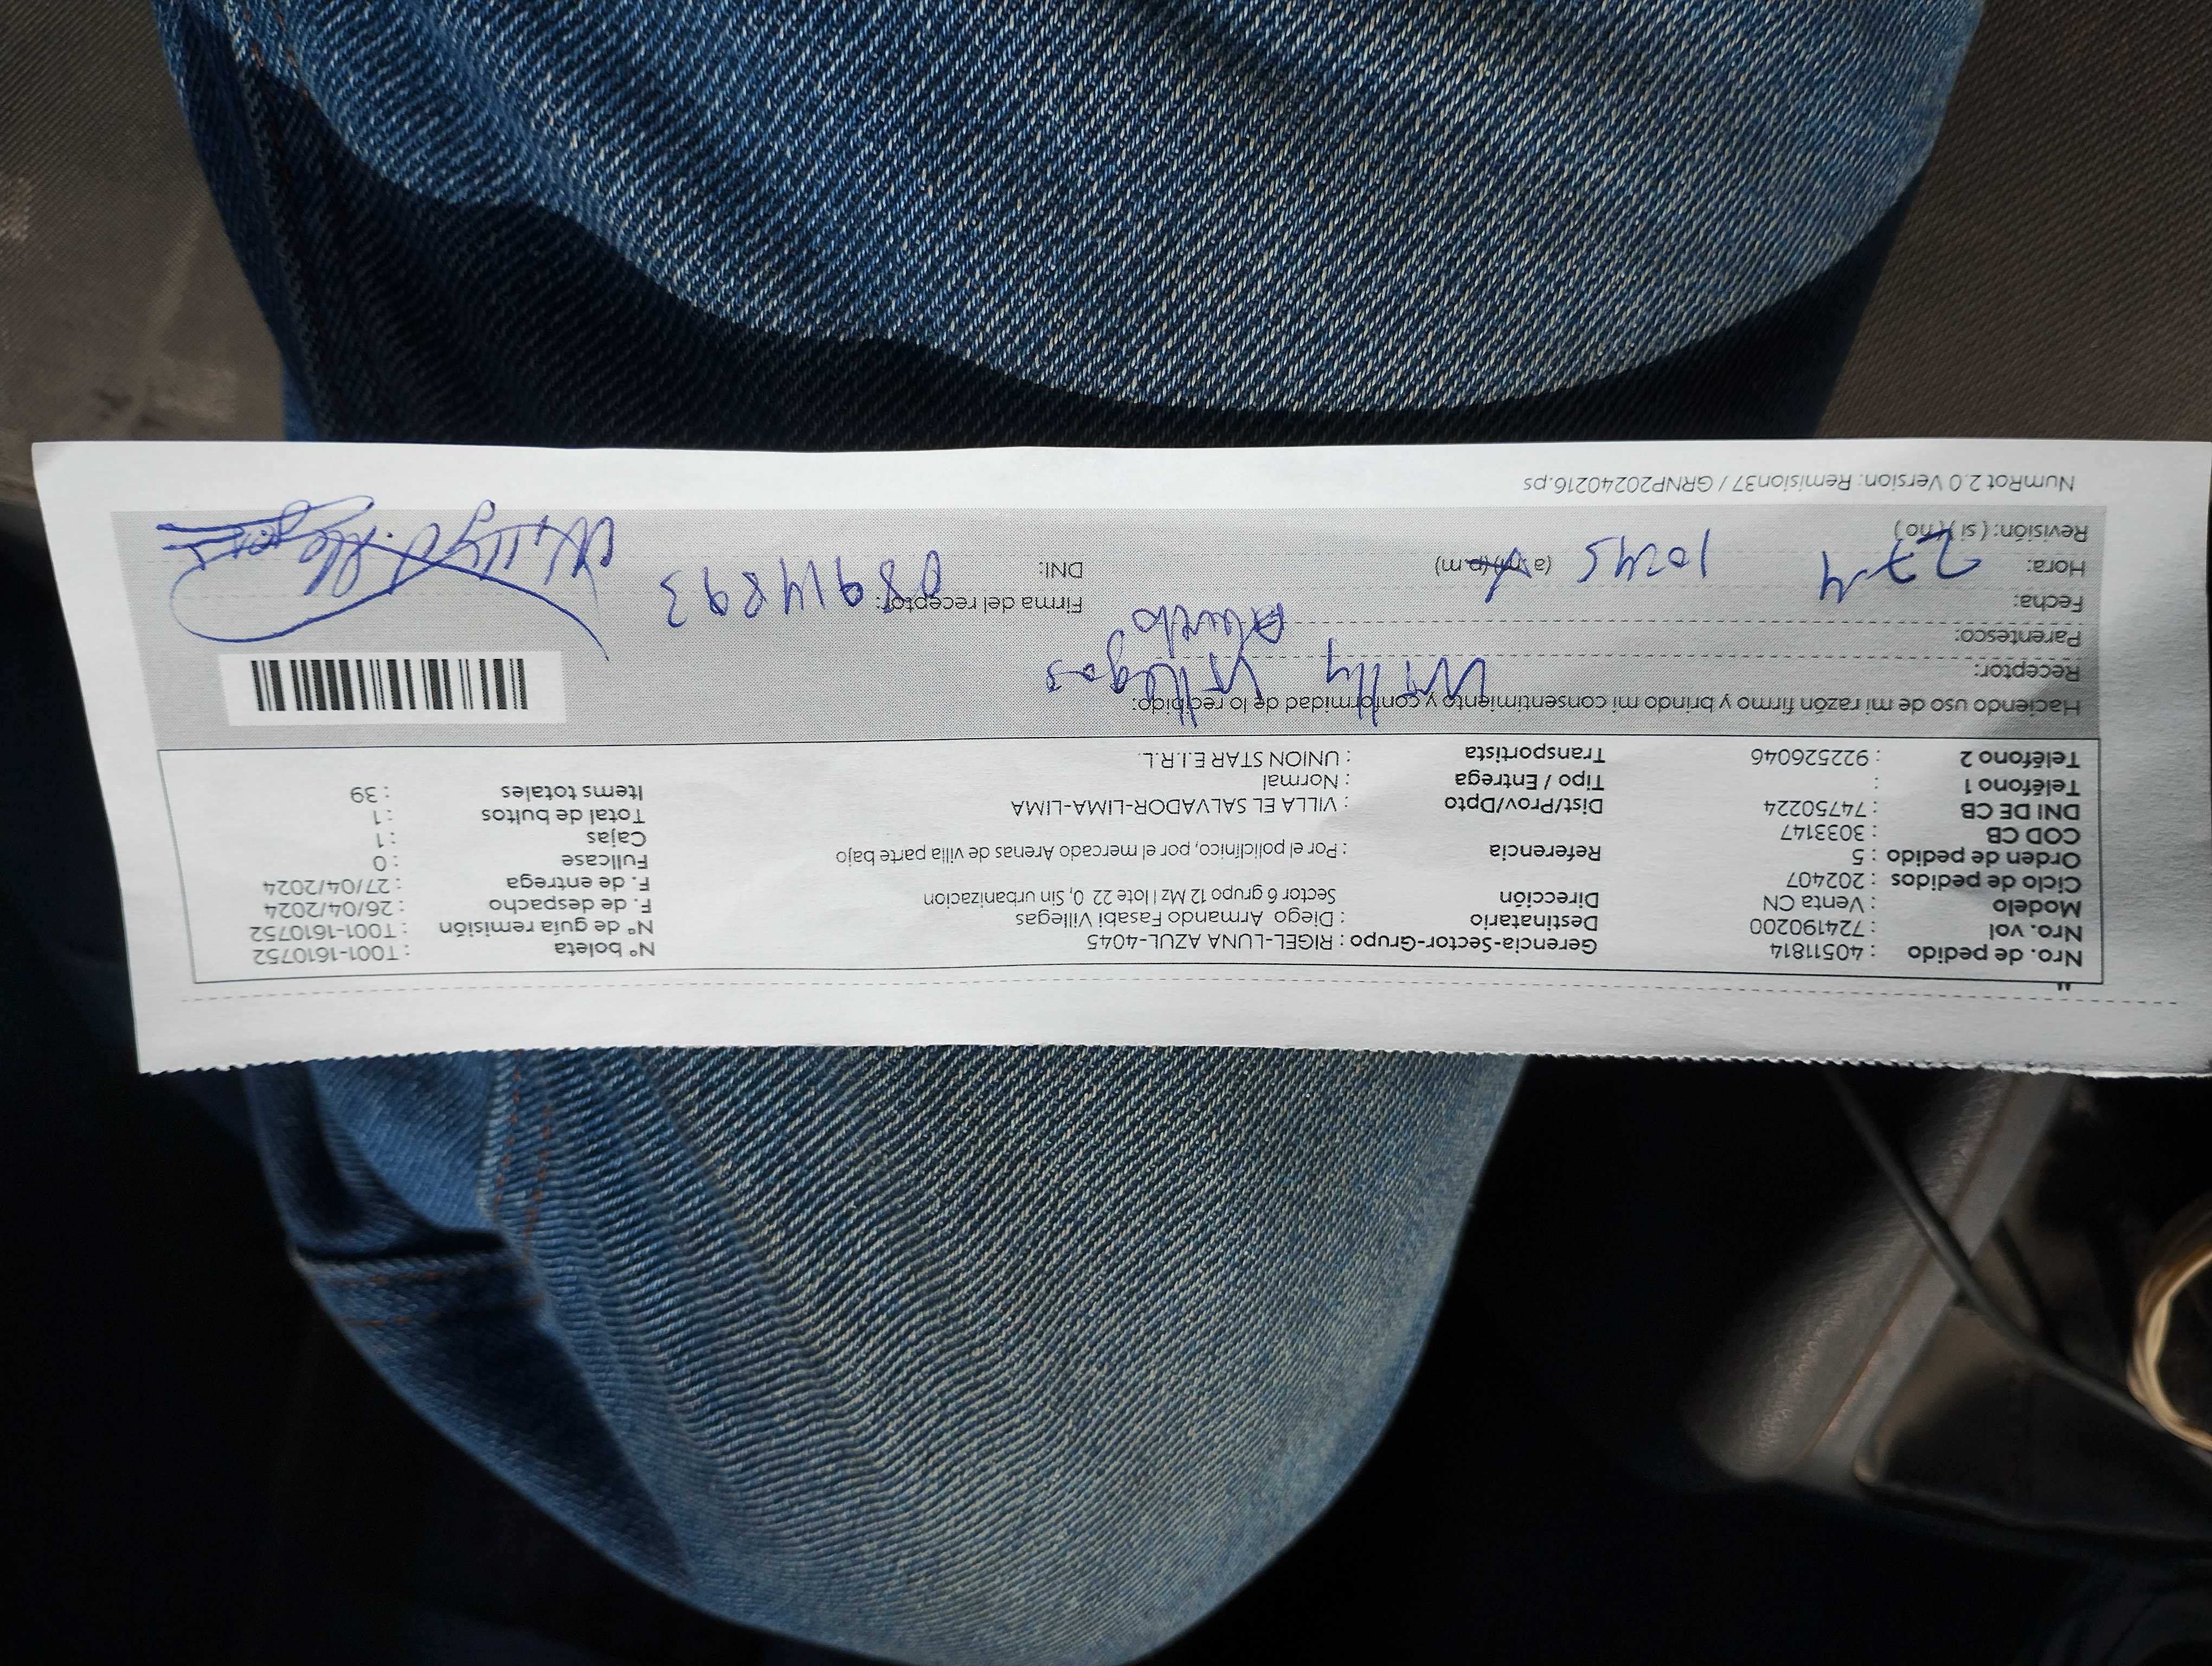 Nro. de pedido : 40511814 Gerencia-Sector-Grupo : RIGEL-LUNA AZUL-4045 N° boleta : T001-1610752
Nro. vol : 724190200 Destinatario : Diego Armando Fasabi Villegas N° de guía remisión : T001-1610752
Modelo : Venta CN Dirección Sector 6 grupo 12 Mz I lote 22 0, Sin urbanizacion F. de despacho : 26/04/2024
Ciclo de pedidos : 202407 F. de entrega : 27/04/2024
Orden de pedido : 5 Referencia : Por el policlínico, por el mercado Arenas de villa parte bajo Fullcase : 0
COD CB : 3033147 Cajas : 1
DNI DE CB : 74750224 Dist/Prov/Dpto : VILLA EL SALVADOR-LIMA-LIMA Total de bultos : 1
Teléfono 1 : Tipo / Entrega : Normal Items totales : 39
Teléfono 2 : 922526046 Transportista : UNION STAR E.I.R.L.
Haciendo uso de mi razón firmo y brindo mi consentimiento y conformidad de lo recibido:
Receptor: Willy Villegas
Parentesco: Abuelo
Fecha: 27-4 Firma del receptor:
Hora: 10:45 (a.m) (p.m) DNI: 08914893
Revisión: ( si ) ( no )
NumRot 2.0 Version: Remision37 / GRNP20240216.ps